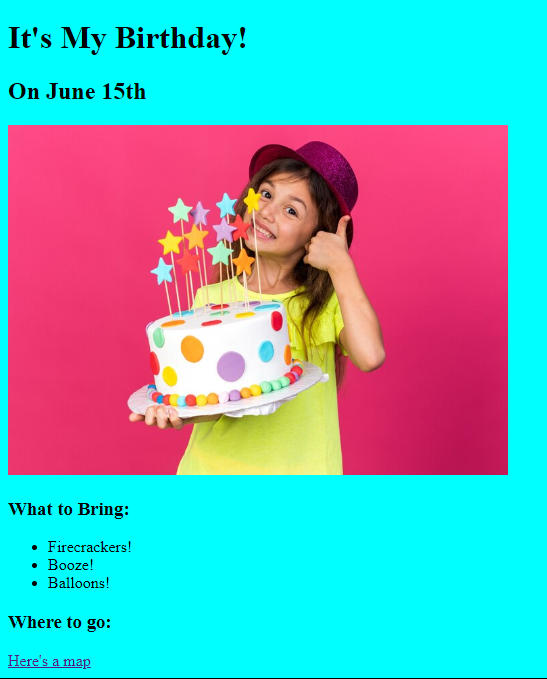 It's My Birthday!
On June 15th
What to Bring:
Firecrackers!
Booze!
Balloons!
Where to go:
Here's a map